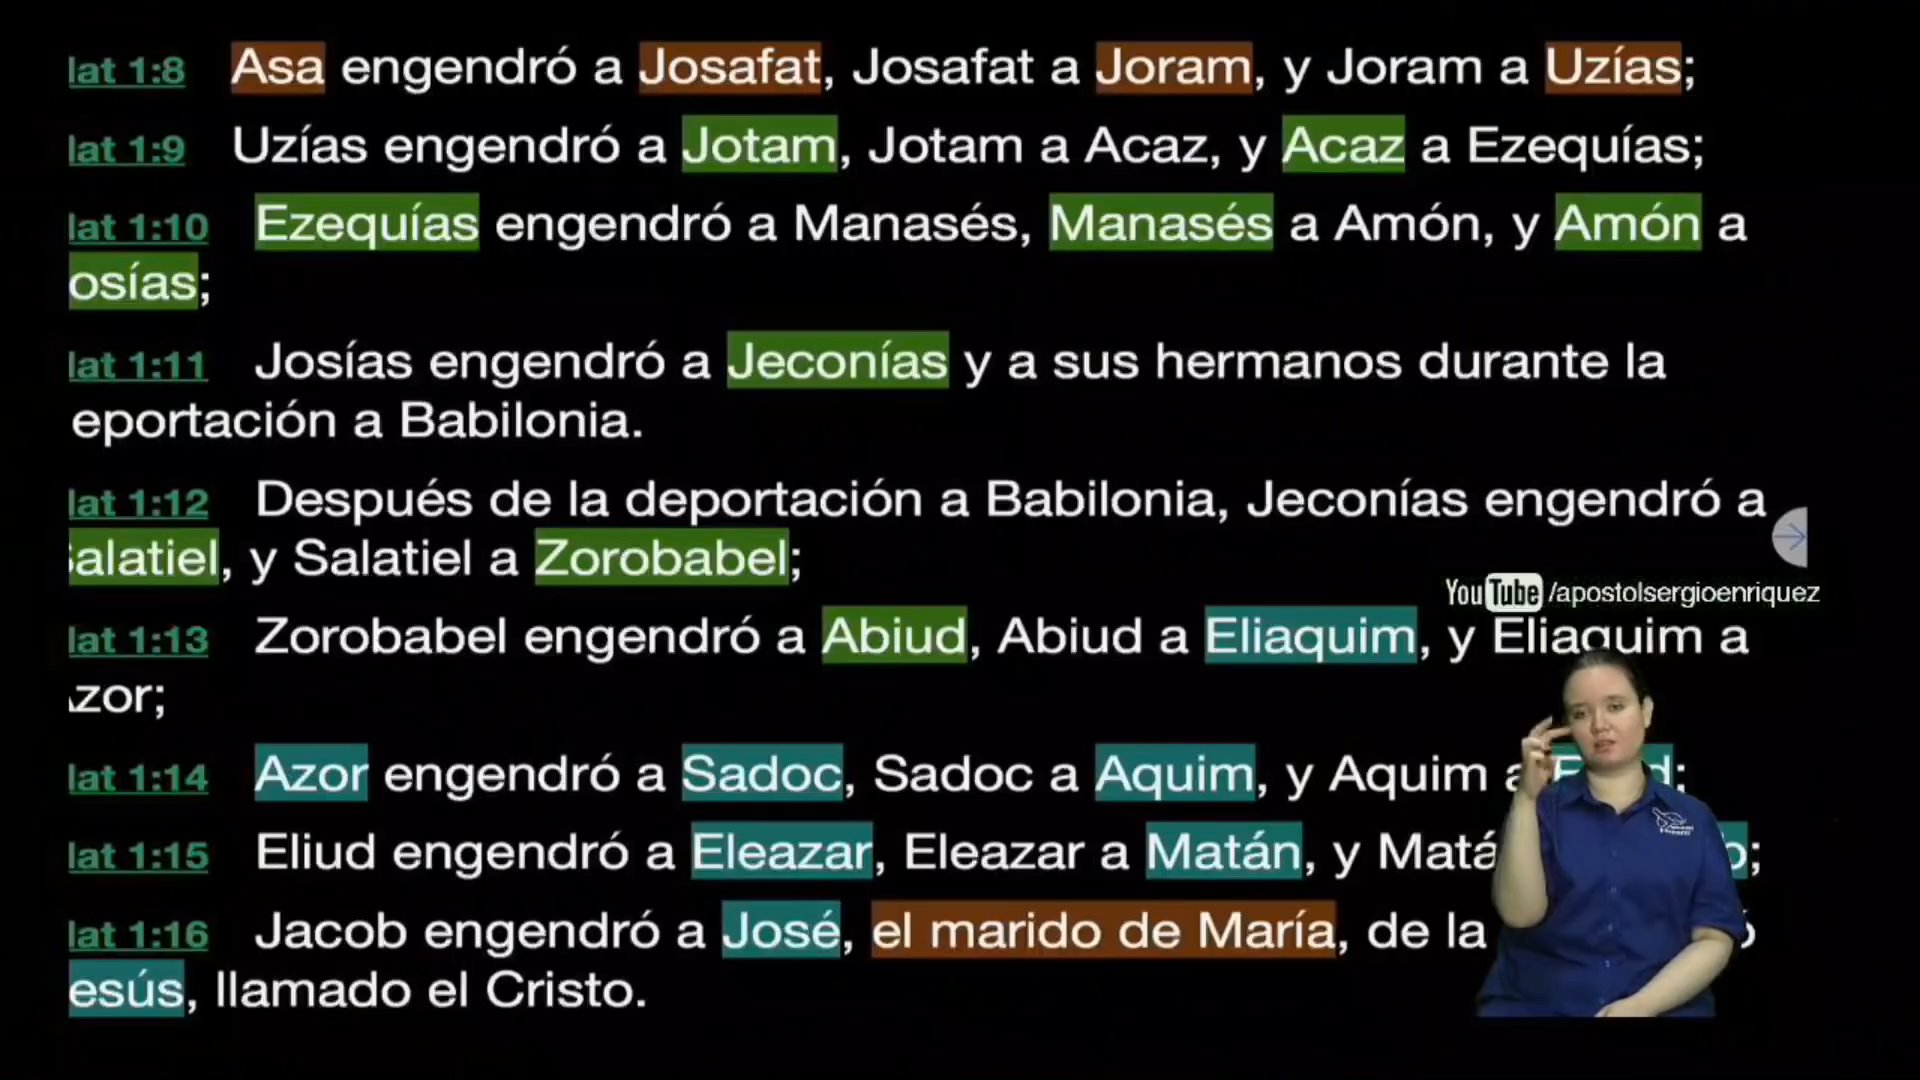 lat 1:8 Asa engendró a Josafat, Josafat a Joram, y Joram a Uzías;
lat 1:9 Uzías engendró a Jotam, Jotam a Acaz, y Acaz a Ezequías;
lat 1:10 Ezequías engendró a Manasés, Manasés a Amón, y Amón a
osías;
lat 1:11 Josías engendró a Jeconías y a sus hermanos durante la
eportación a Babilonia.
lat 1:12 Después de la deportación a Babilonia, Jeconías engendró a
alatiel, y Salatiel a Zorobabel;
YouTube /apostolsergioenriquez
lat 1:13 Zorobabel engendró a Abiud, Abiud a Eliaquim, y Eliaquim a
zor;
lat 1:14 Azor engendró a Sadoc, Sadoc a Aquim, y Aquim a
lat 1:15 Eliud engendró a Eleazar, Eleazar a Matán, y Matá
lat 1:16 Jacob engendró a José, el marido de María, de la
esús, llamado el Cristo.